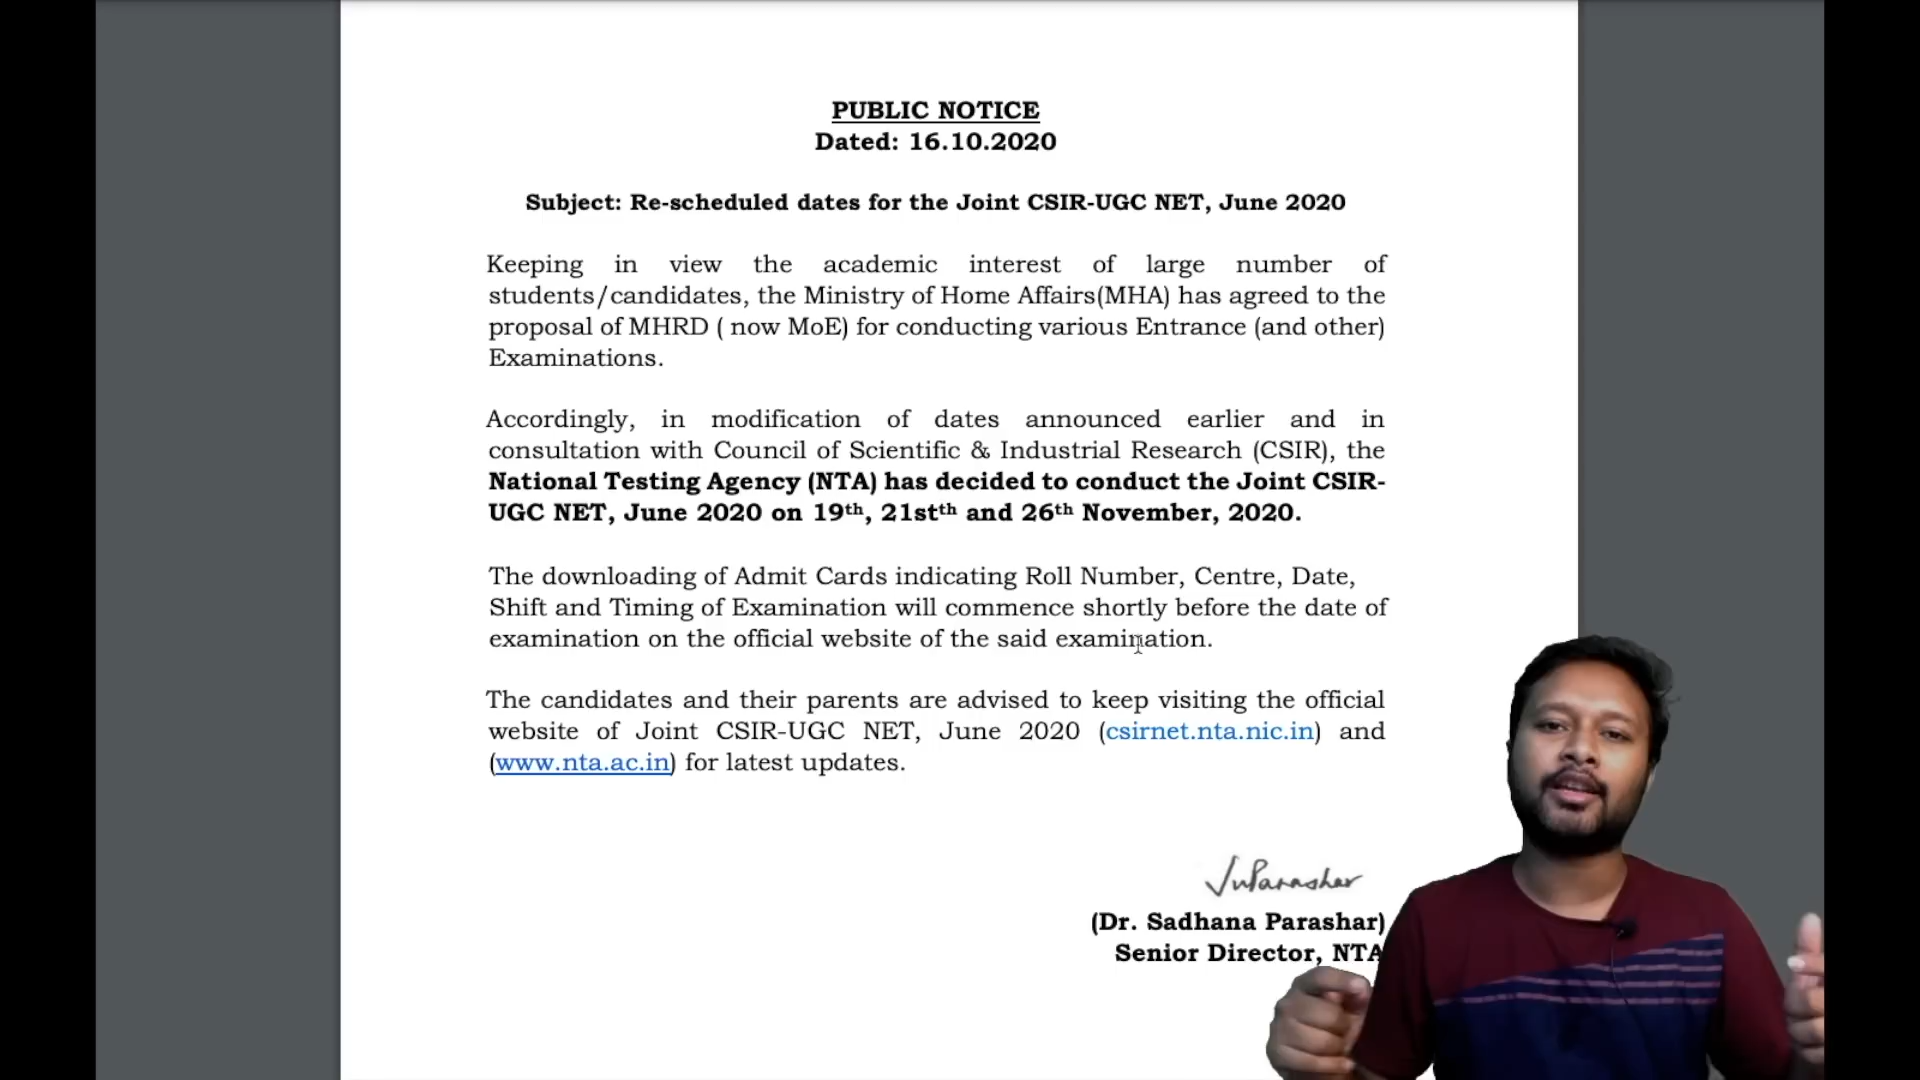 PUBLIC NOTICE
Dated: 16.10.2020
Subject: Re-scheduled dates for the Joint CSIR-UGC NET, June 2020
Keeping in view the academic interest of large number of
students/candidates, the Ministry of Home Affairs(MHA) has agreed to the
proposal of MHRD ( now MoE) for conducting various Entrance (and other)
Examinations.
Accordingly, in modification of dates announced earlier and in
consultation with Council of Scientific & Industrial Research (CSIR), the
National Testing Agency (NTA) has decided to conduct the Joint CSIR-
UGC NET, June 2020 on 19th, 21stth and 26th November, 2020.
The downloading of Admit Cards indicating Roll Number, Centre, Date,
Shift and Timing of Examination will commence shortly before the date of
examination on the official website of the said examination.
The candidates and their parents are advised to keep visiting the official
website of Joint CSIR-UGC NET, June 2020 (csirnet.nta.nic.in) and
(www.nta.ac.in) for latest updates.
(Dr. Sadhana Parashar)
Senior Director, NTA